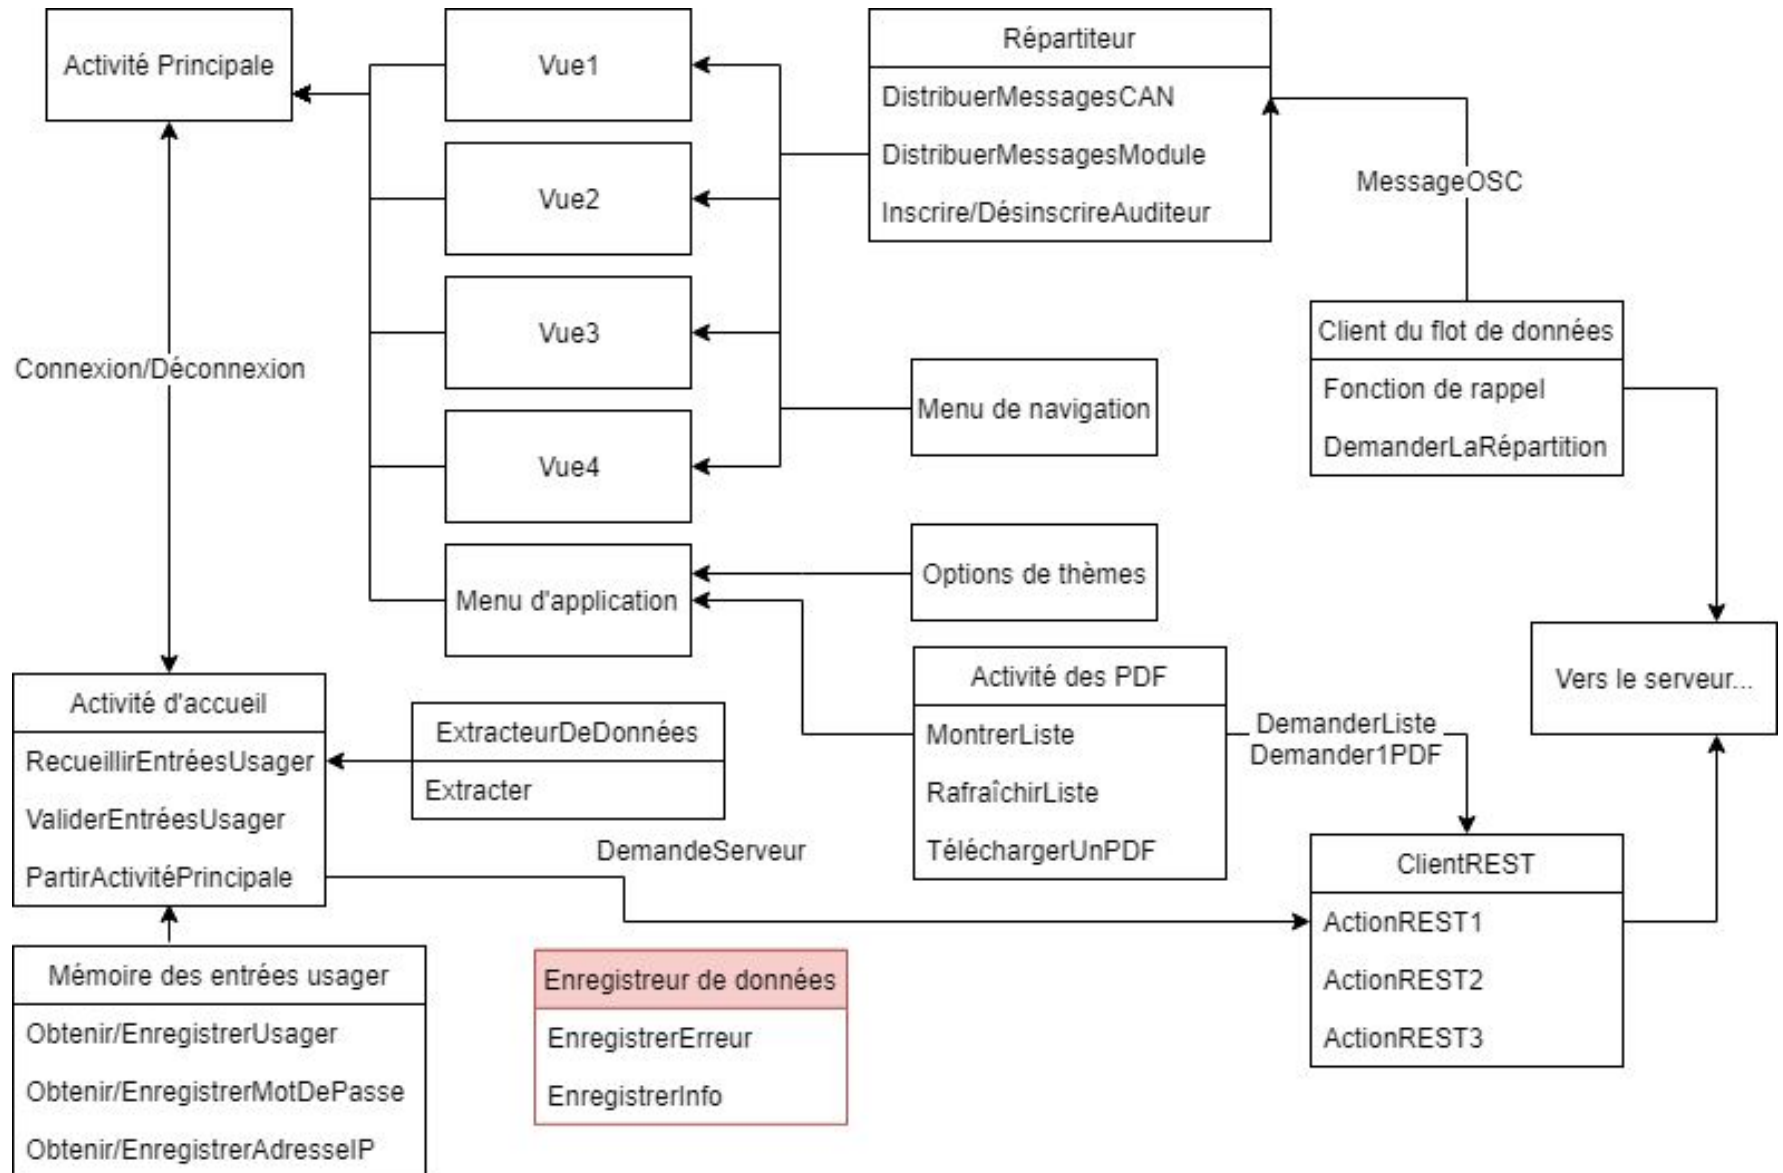 Activité Principale
Vue1
Vue2
Vue3
Vue4
Menu d'application
Répartiteur
DistribuerMessagesCAN
DistribuerMessagesModule
Inscrire/DésinscrireAuditeur
MessageOSC
Client du flot de données
Fonction de rappel
DemanderLaRépartition
Connexion/Déconnexion
Menu de navigation
Options de thèmes
Vers le serveur...
Activité des PDF
MontrerListe
RafraîchirListe
TéléchargerUnPDF
DemanderListe
Demander1PDF
Activité d'accueil
RecueillirEntréesUsager
ValiderEntréesUsager
PartirActivitéPrincipale
ExtracteurDeDonnées
Extracter
DemandeServeur
ClientREST
ActionREST1
ActionREST2
ActionREST3
Mémoire des entrées usager
Obtenir/EnregistrerUsager
Obtenir/EnregistrerMotDePasse
Obtenir/EnregistrerAdresseIP
Enregistreur de données
EnregistrerErreur
EnregistrerInfo